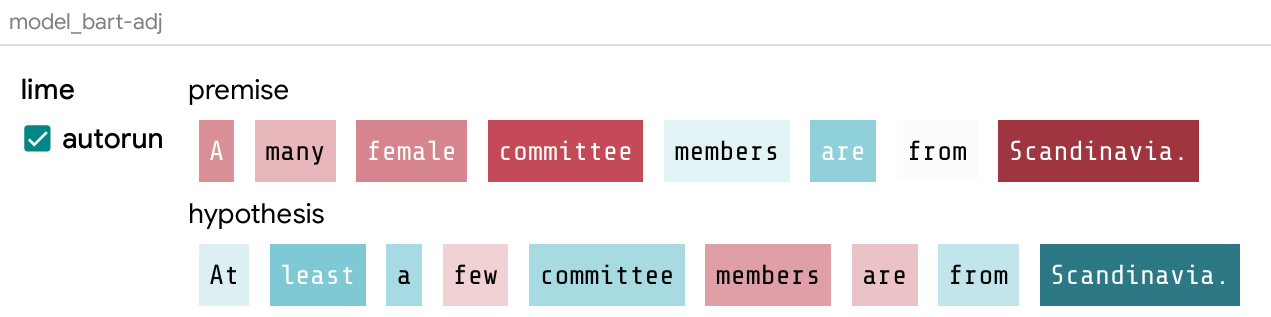 model_bart-adj
lime
autorun
premise
A many female committee members are from Scandinavia.
hypothesis
At least a few committee members are from Scandinavia.